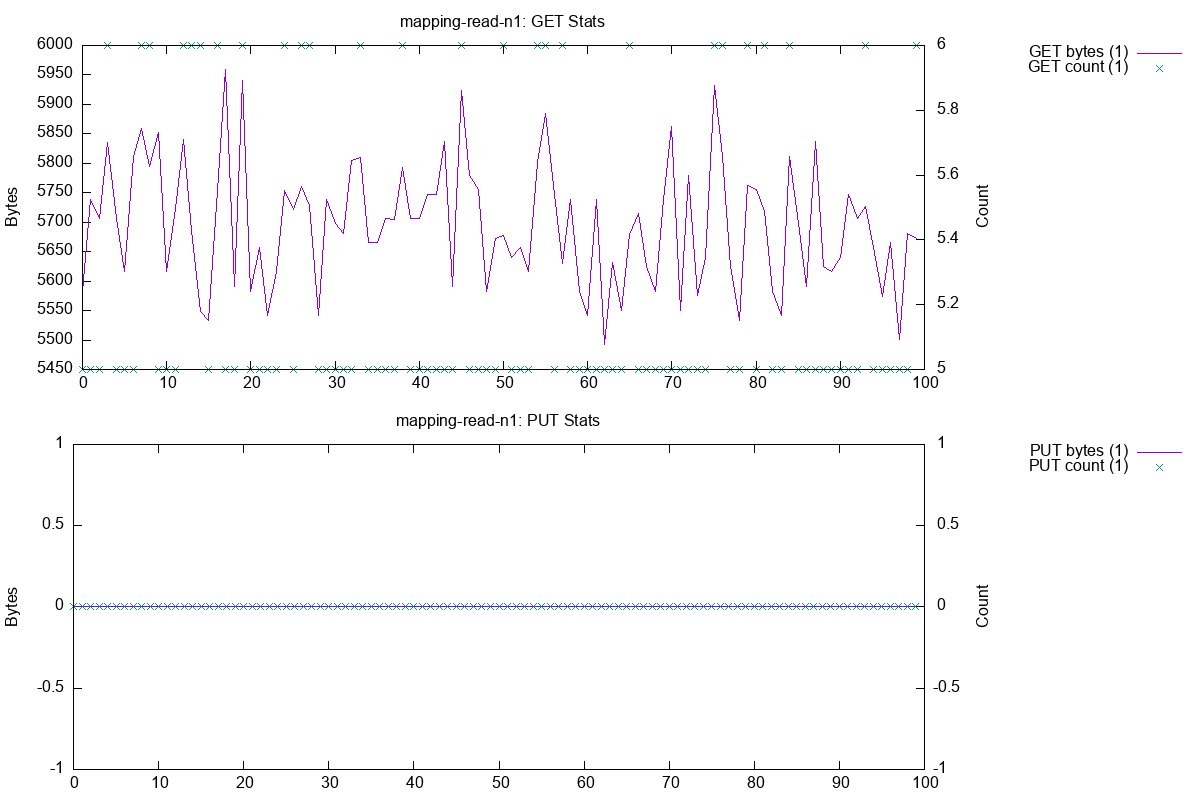 mapping-read-n1: GET Stats
6000
5950
5900
5850
5800
5750
5700
5650
5600
5550
5500
5450
Bytes
0 10 20 30 40 50 60 70 80 90 100
6
5.8
5.6
5.4
5.2
5
Count
GET bytes (1)
GET count (1)
mapping-read-n1: PUT Stats
1
0.5
0
-0.5
-1
Bytes
0 10 20 30 40 50 60 70 80 90 100
1
0.5
0
-0.5
-1
Count
PUT bytes (1)
PUT count (1)